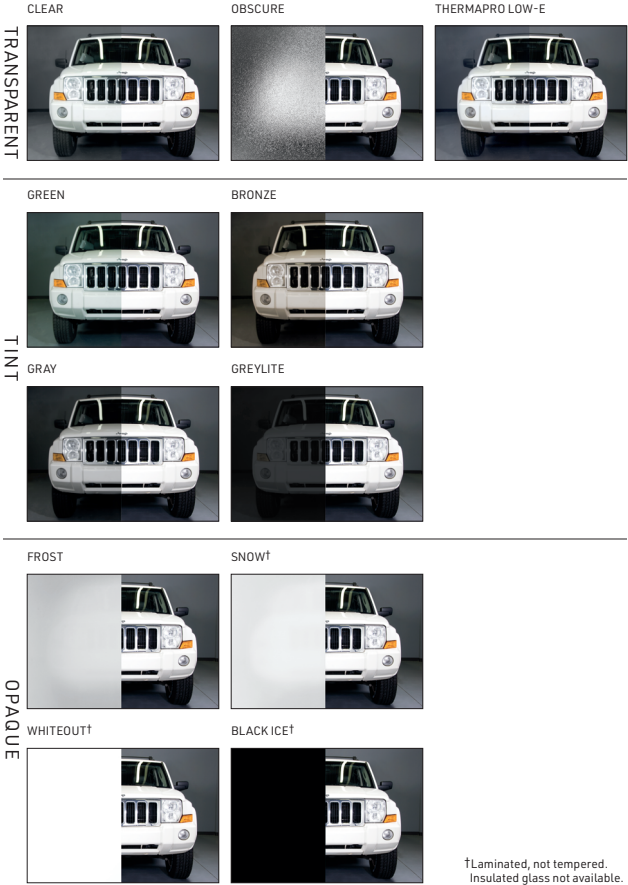 TRANSPARENT
CLEAR
OBSCURE
THERMAPRO LOW-E
TINT
GREEN
BRONZE
GRAY
GREYLITE
OPAQUE
FROST
SNOW†
WHITEOUT†
BLACK ICE†
†Laminated, not tempered.
Insulated glass not available.